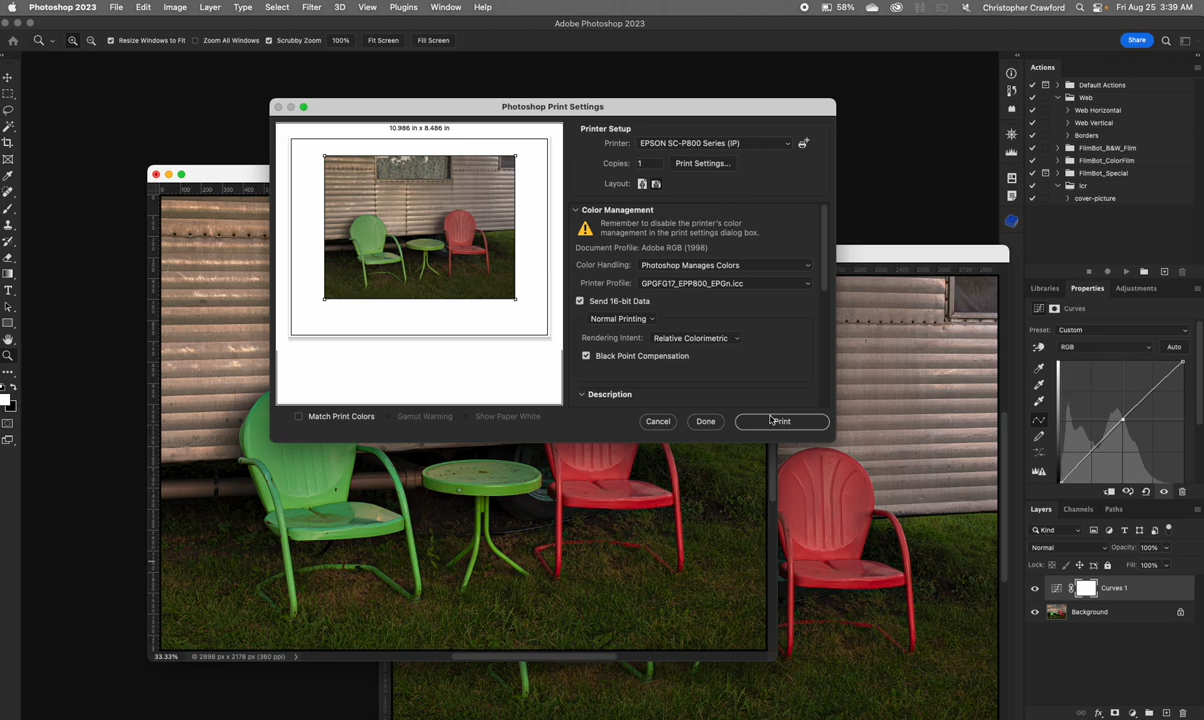 Photoshop 2023 File Edit Image Layer Type Select Filter 3D View Plugins Window Help 58% Christopher Crawford Fri Aug 25 3:39 AM
Adobe Photoshop 2023
Resize Windows to Fit Zoom All Windows Scrubby Zoom 100% Fit Screen Fill Screen Share
Photoshop Print Settings
10.986 in x 8.486 in
Printer Setup
Printer: EPSON SC-P800 Series (IP)
Copies: 1 Print Settings...
Layout:
Color Management
Remember to disable the printer's color
management in the print settings dialog box.
Document Profile: Adobe RGB (1998)
Color Handling: Photoshop Manages Colors
Printer Profile: GPGFG17_EPP800_EPGn.icc
Send 16-bit Data
Normal Printing
Rendering Intent: Relative Colorimetric
Black Point Compensation
Description
Match Print Colors Gamut Warning Show Paper White
Cancel Done Print
33.33% 2898 px x 2178 px (360 ppi)
Actions
Default Actions
Web
Web Horizontal
Web Vertical
Borders
FilmBot_B&W_Film
FilmBot_ColorFilm
FilmBot_Special
lcr
cover-picture
Libraries Properties Adjustments
Curves
Preset: Custom
RGB Auto
Layers Channels Paths
Kind
Normal Opacity: 100%
Lock: Fill: 100%
Curves 1
Background